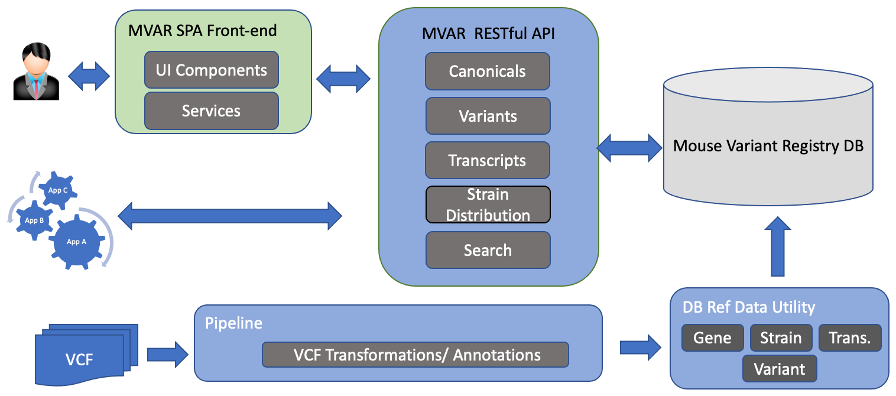 MVAR SPA Front-end
UI Components
Services
MVAR RESTful API
Canonicals
Variants
Transcripts
Strain
Distribution
Search
Mouse Variant Registry DB
App C
App B
App A
VCF
Pipeline
VCF Transformations/ Annotations
DB Ref Data Utility
Gene
Strain
Trans.
Variant